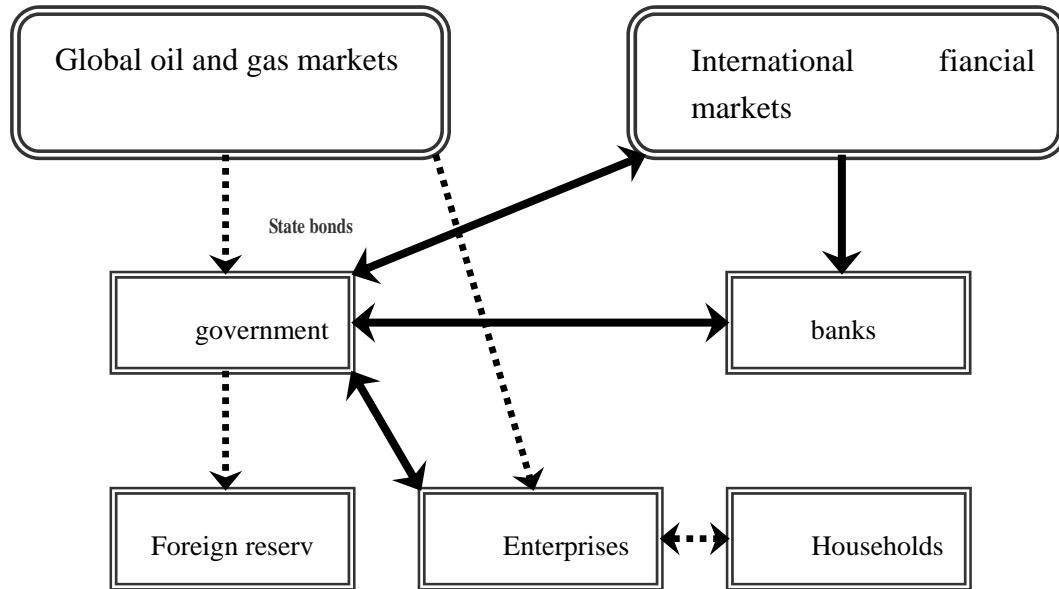 Global oil and gas markets
International fiancial
markets
State bonds
government
banks
Foreign reserv
Enterprises
Households